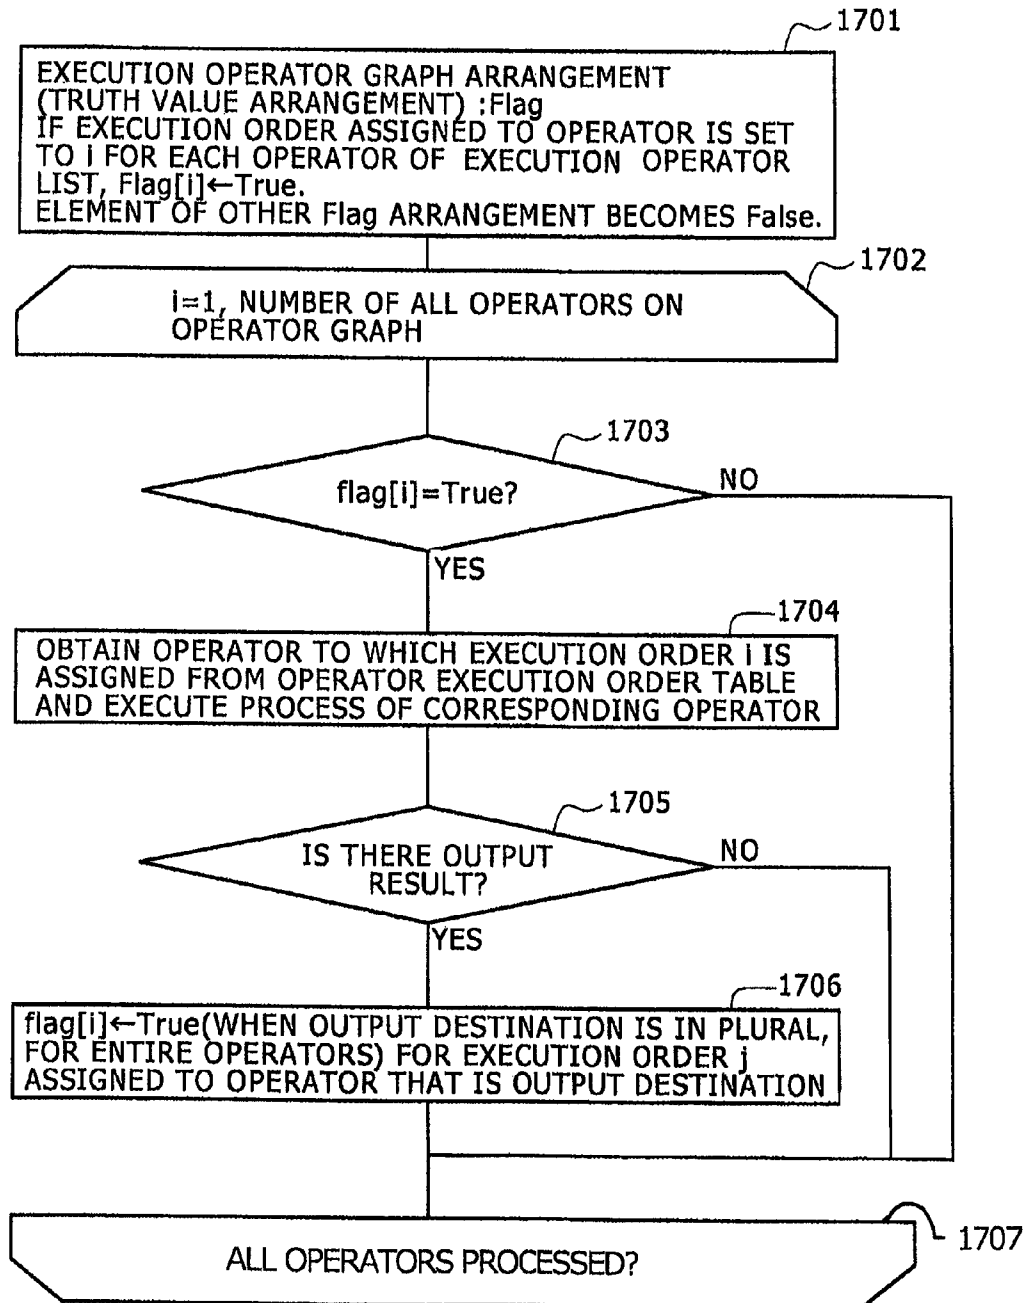 1701
EXECUTION OPERATOR GRAPH ARRANGEMENT
(TRUTH VALUE ARRANGEMENT) :Flag
IF EXECUTION ORDER ASSIGNED TO OPERATOR IS SET
TO i FOR EACH OPERATOR OF EXECUTION OPERATOR
LIST, Flag[i]←True.
ELEMENT OF OTHER Flag ARRANGEMENT BECOMES False.
1702
i=1, NUMBER OF ALL OPERATORS ON
OPERATOR GRAPH
1703
flag[i]=True?
NO
YES
1704
OBTAIN OPERATOR TO WHICH EXECUTION ORDER i IS
ASSIGNED FROM OPERATOR EXECUTION ORDER TABLE
AND EXECUTE PROCESS OF CORRESPONDING OPERATOR
1705
IS THERE OUTPUT
RESULT?
NO
YES
1706
flag[i]←True(WHEN OUTPUT DESTINATION IS IN PLURAL,
FOR ENTIRE OPERATORS) FOR EXECUTION ORDER j
ASSIGNED TO OPERATOR THAT IS OUTPUT DESTINATION
1707
ALL OPERATORS PROCESSED?